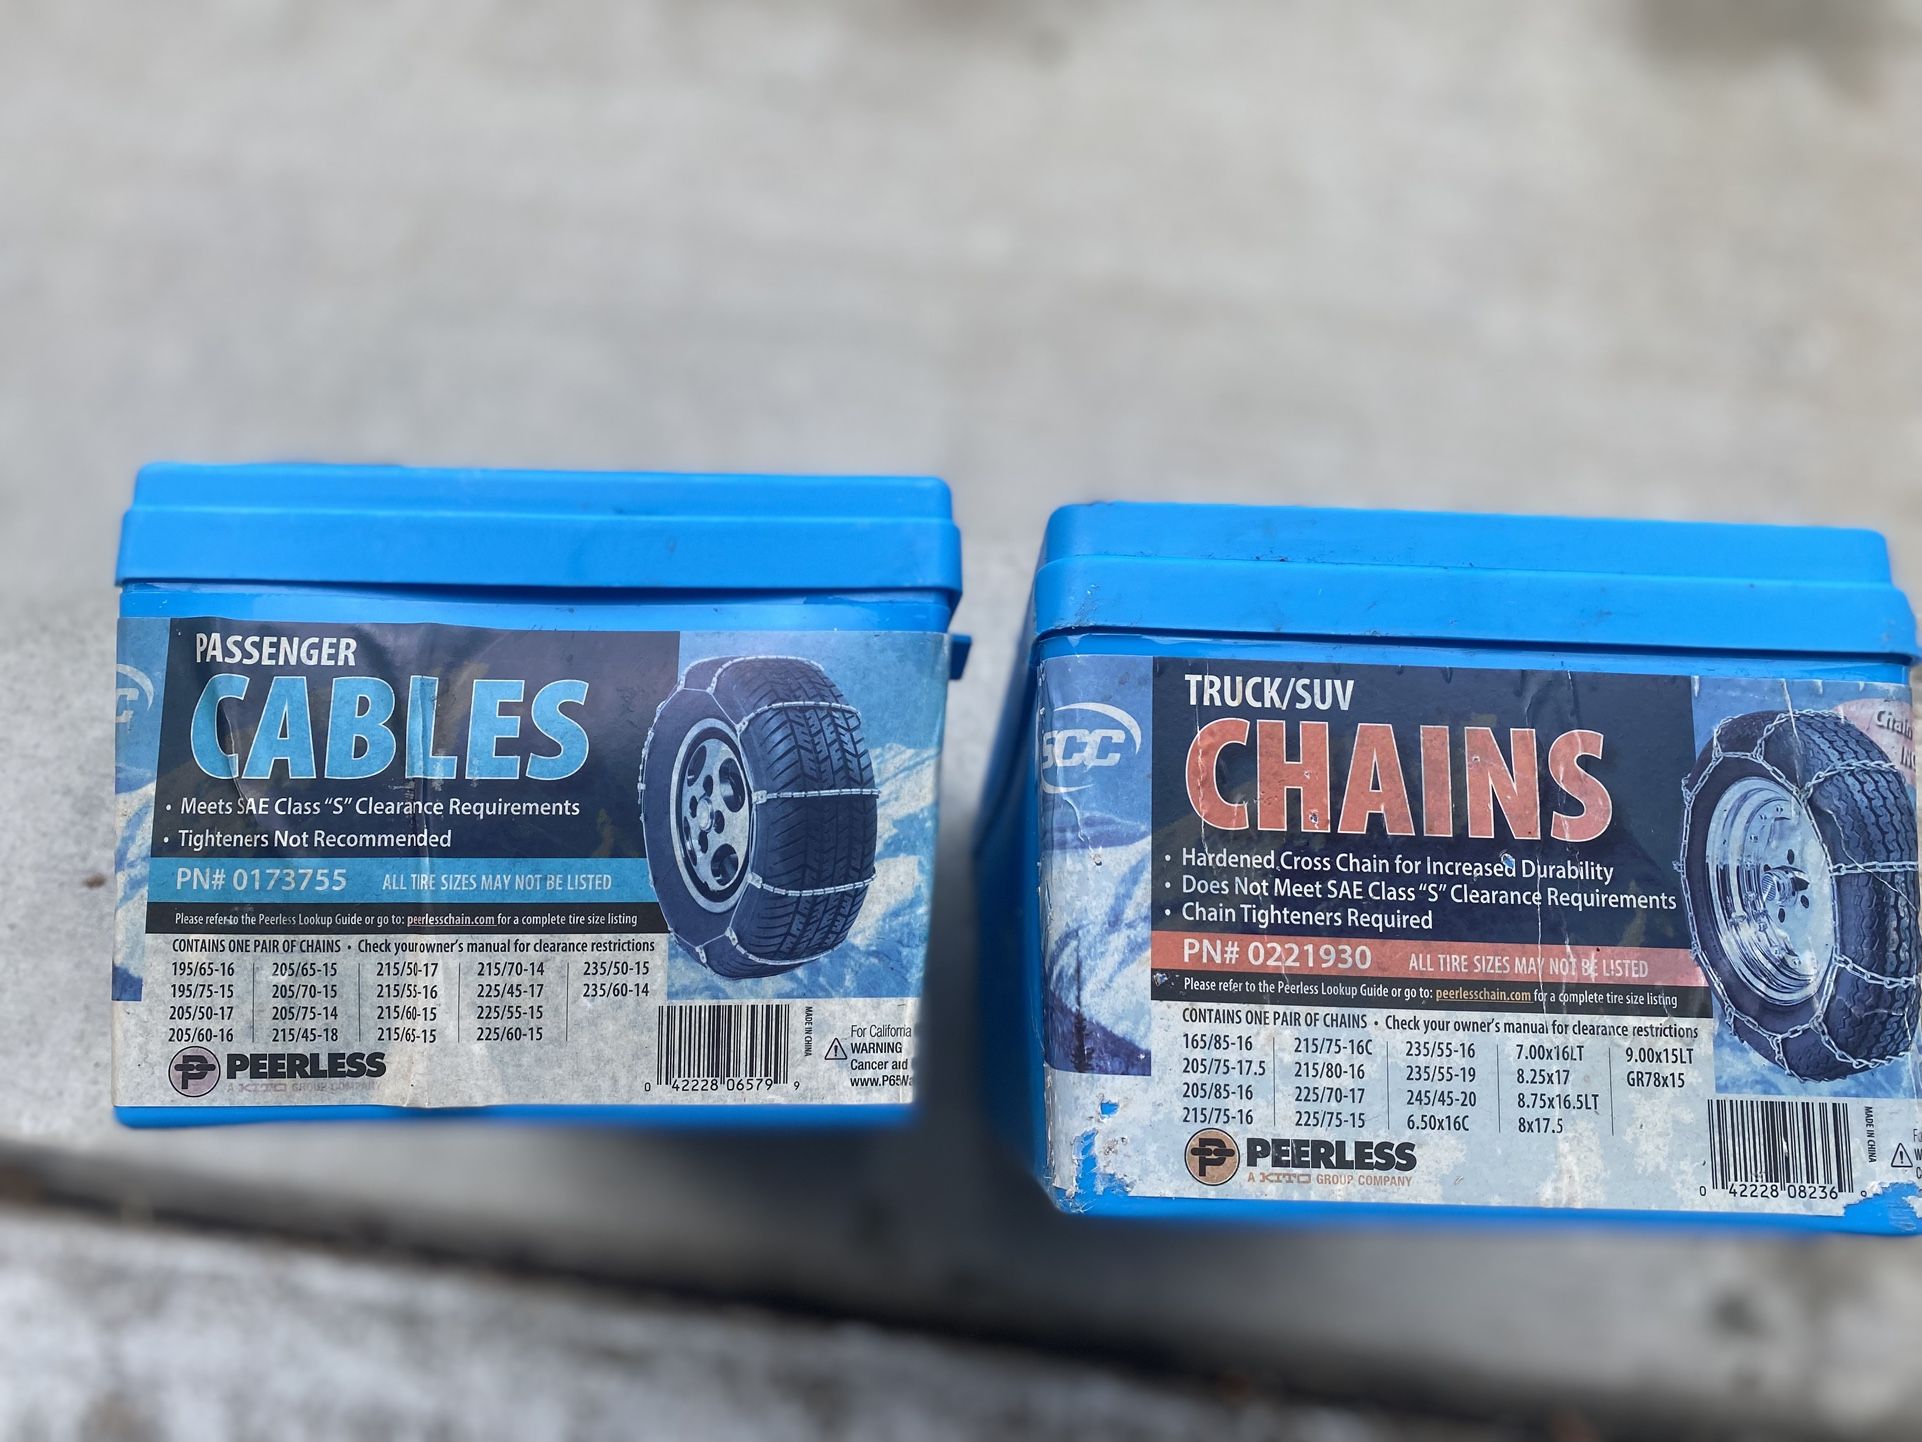 PASSENGER
CABLES
• Meets SAE Class “S” Clearance Requirements
• Tighteners Not Recommended
PN# 0173755 ALL TIRE SIZES MAY NOT BE LISTED
Please refer to the Peerless Lookup Guide or go to: peerlesschain.com for a complete tire size listing
CONTAINS ONE PAIR OF CHAINS • Check your owner’s manual for clearance restrictions
195/65-16 205/65-15 215/50-17 215/70-14 235/50-15
195/75-15 205/70-15 215/55-16 225/45-17 235/60-14
205/50-17 205/75-14 215/60-15 225/55-15
205/60-16 215/45-18 215/65-15 225/60-15
PEERLESS
A KITO GROUP COMPANY
0 42228 06579 9
MADE IN CHINA
For California
WARNING
Cancer and
www.P65Wa
SCC
TRUCK/SUV
CHAINS
• Hardened Cross Chain for Increased Durability
• Does Not Meet SAE Class “S” Clearance Requirements
• Chain Tighteners Required
PN# 0221930 ALL TIRE SIZES MAY NOT BE LISTED
Please refer to the Peerless Lookup Guide or go to: peerlesschain.com for a complete tire size listing
CONTAINS ONE PAIR OF CHAINS • Check your owner’s manual for clearance restrictions
165/85-16 215/75-16C 235/55-16 7.00x16LT 9.00x15LT
205/75-17.5 215/80-16 235/55-19 8.25x17 GR78x15
205/85-16 225/70-17 245/45-20 8.75x16.5LT
215/75-16 225/75-15 6.50x16C 8x17.5
PEERLESS
A KITO GROUP COMPANY
0 42228 08236
MADE IN CHINA
Chain